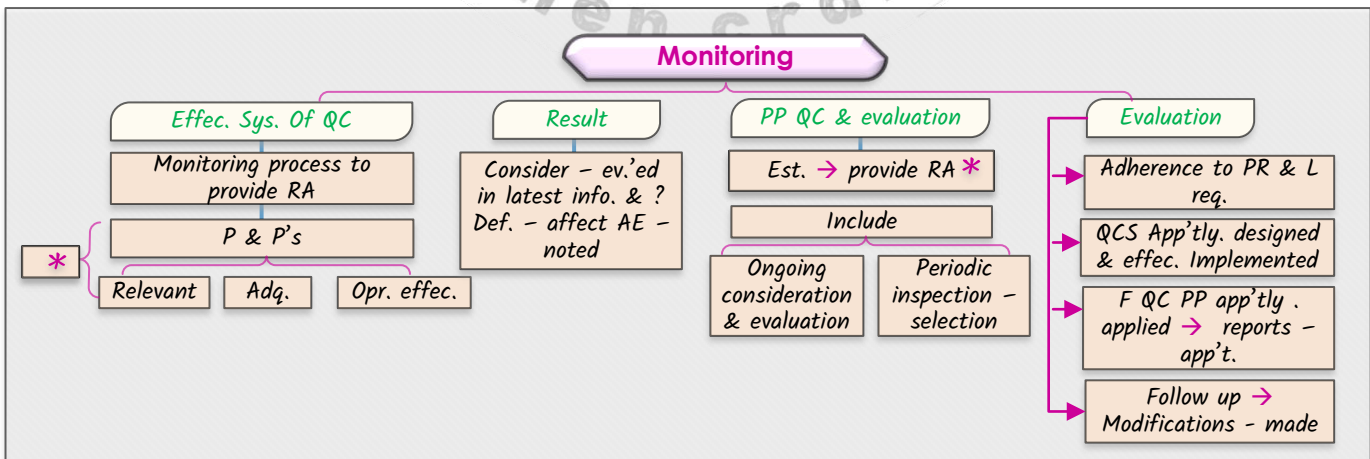 Monitoring
Effec. Sys. Of QC
Monitoring process to
provide RA
P & P's
*
Relevant
Adq.
Opr. effec.
Result
Consider – ev.'ed
in latest info. & ?
Def. – affect AE –
noted
PP QC & evaluation
Est. → provide RA *
Include
Ongoing
consideration
& evaluation
Periodic
inspection –
selection
Evaluation
Adherence to PR & L
req.
QCS App'tly. designed
& effec. Implemented
F QC PP app'tly .
applied → reports –
app't.
Follow up →
Modifications - made